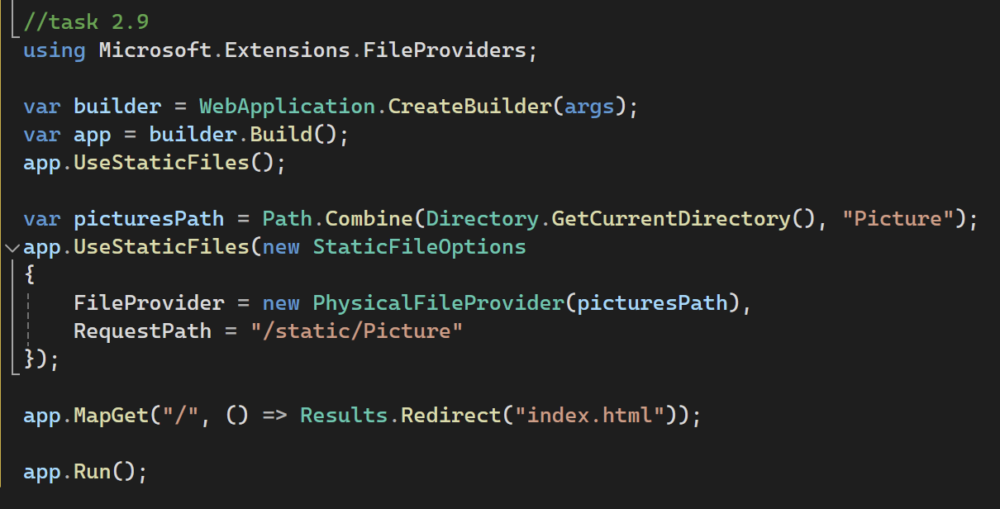 //task 2.9
using Microsoft.Extensions.FileProviders;
var builder = WebApplication.CreateBuilder(args);
var app = builder.Build();
app.UseStaticFiles();
var picturesPath = Path.Combine(Directory.GetCurrentDirectory(), "Picture");
app.UseStaticFiles(new StaticFileOptions
{
    FileProvider = new PhysicalFileProvider(picturesPath),
    RequestPath = "/static/Picture"
});
app.MapGet("/", () => Results.Redirect("index.html"));
app.Run();